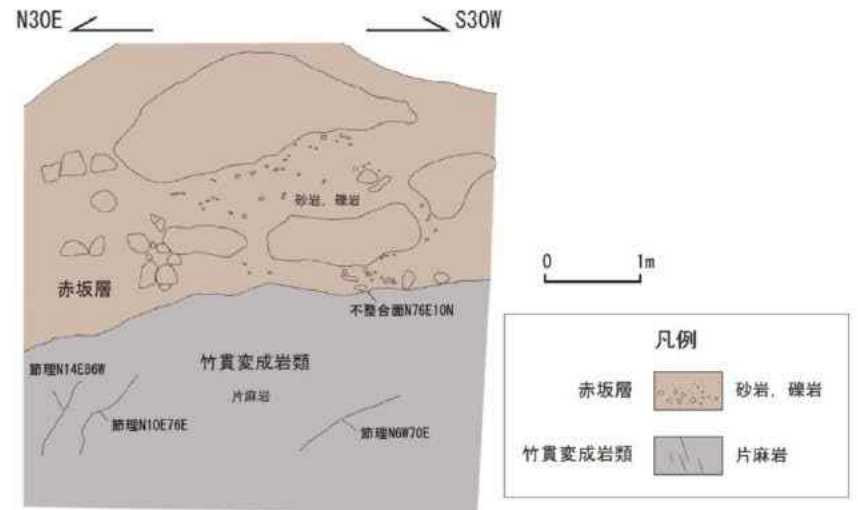 N30E
S30W
砂岩，礫岩
赤坂層
不整合面N76E10N
0 1m
竹貫変成岩類
片麻岩
節理N14E86W
節理N10E76E
節理N6W70E
凡例
赤坂層 砂岩，礫岩
竹貫変成岩類 片麻岩